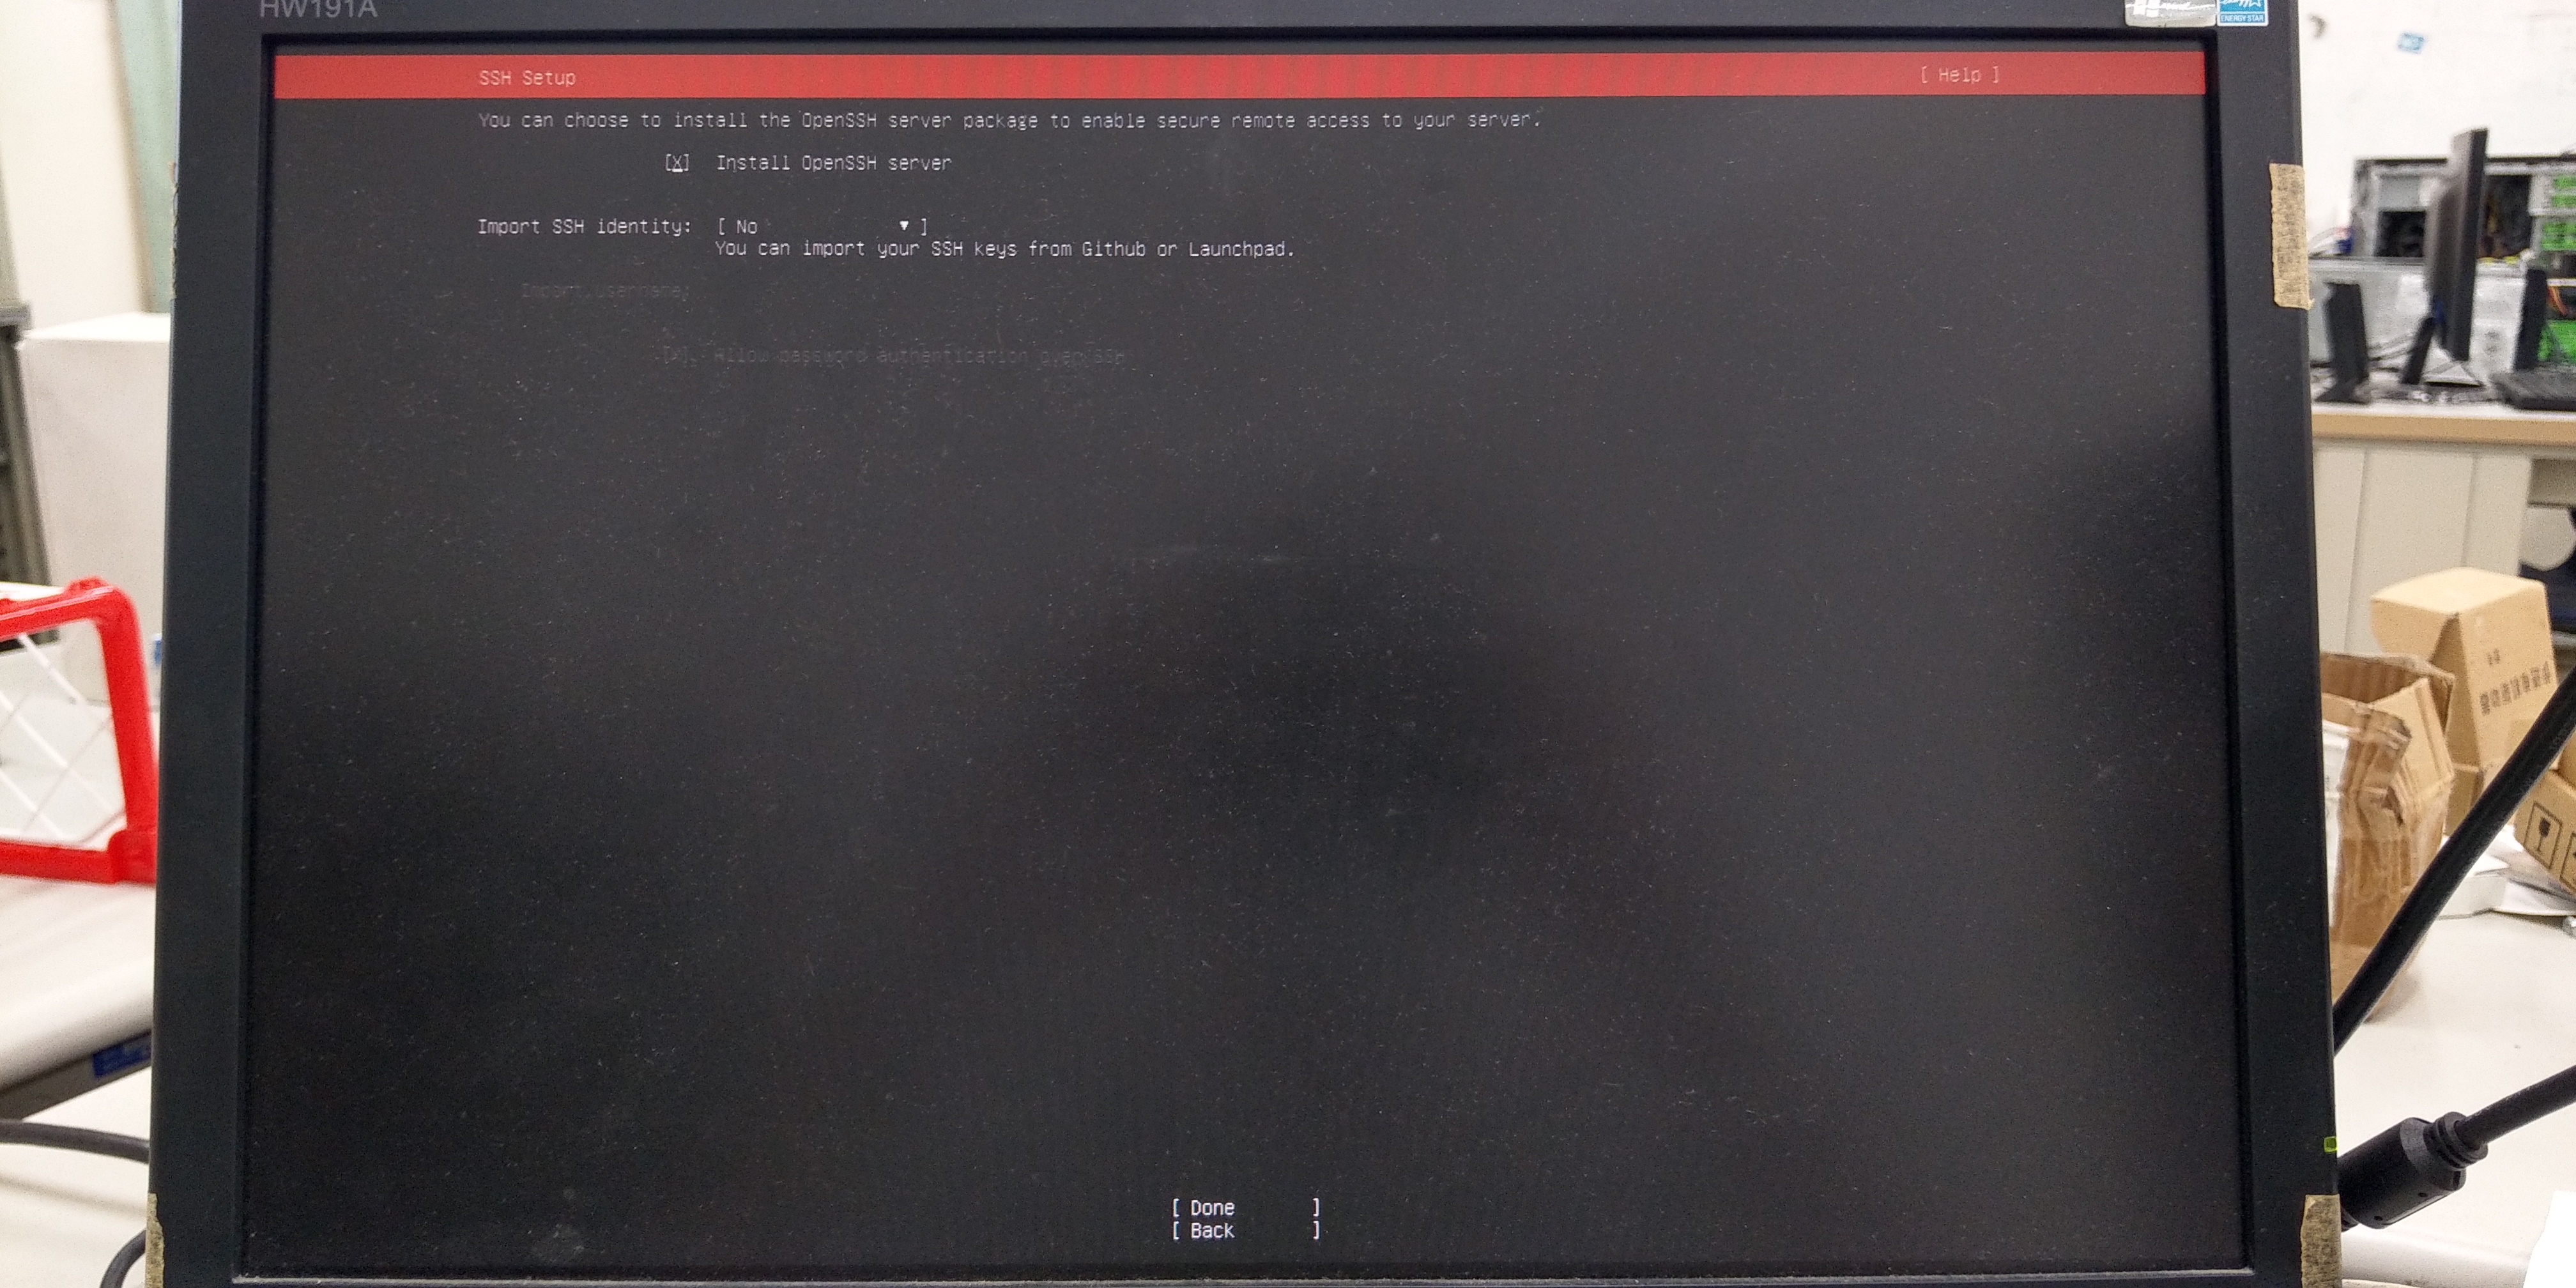 HW191A
ENERGY STAR
SSH Setup [ Help ]
You can choose to install the OpenSSH server package to enable secure remote access to your server.
[X] Install OpenSSH server
Import SSH identity: [ No ▼ ]
You can import your SSH keys from Github or Launchpad.
Import Username:
[X] Allow password authentication over SSH
[ Done ]
[ Back ]